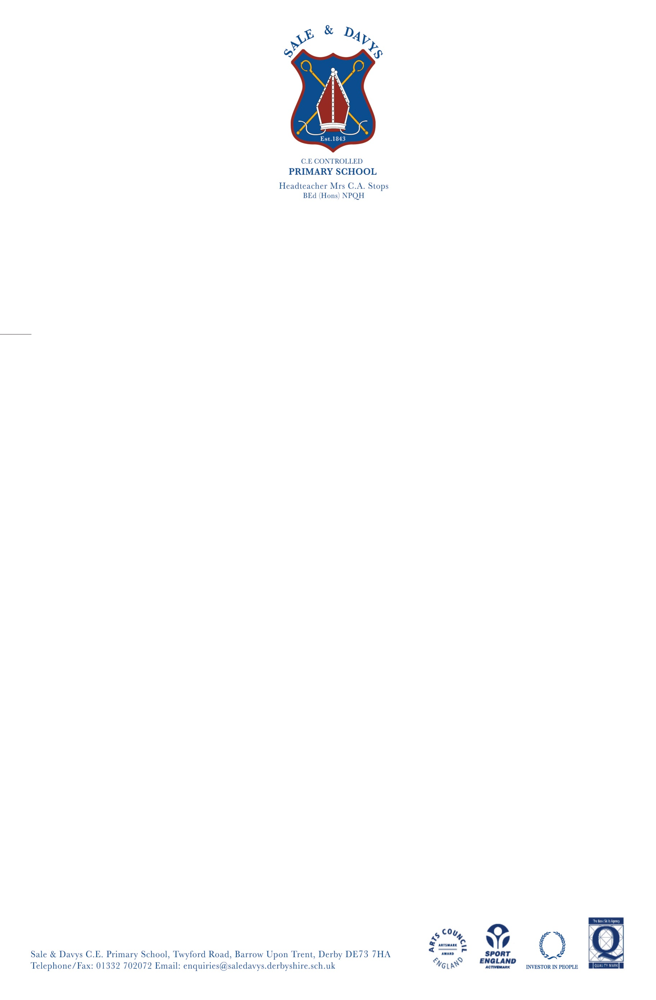 SALE & DAVYS
Est.1843
C.E CONTROLLED
PRIMARY SCHOOL
Headteacher Mrs C.A. Stops
BEd (Hons) NPQH
Sale & Davys C.E. Primary School, Twyford Road, Barrow Upon Trent, Derby DE73 7HA
Telephone/Fax: 01332 702072 Email: enquiries@saledavys.derbyshire.sch.uk
ARTS COUNCIL
ARTSMARK
AWARD
ENGLAND
SPORT
ENGLAND
ACTIVEMARK
INVESTOR IN PEOPLE
The Basic Skills Agency
Q
QUALITY MARK